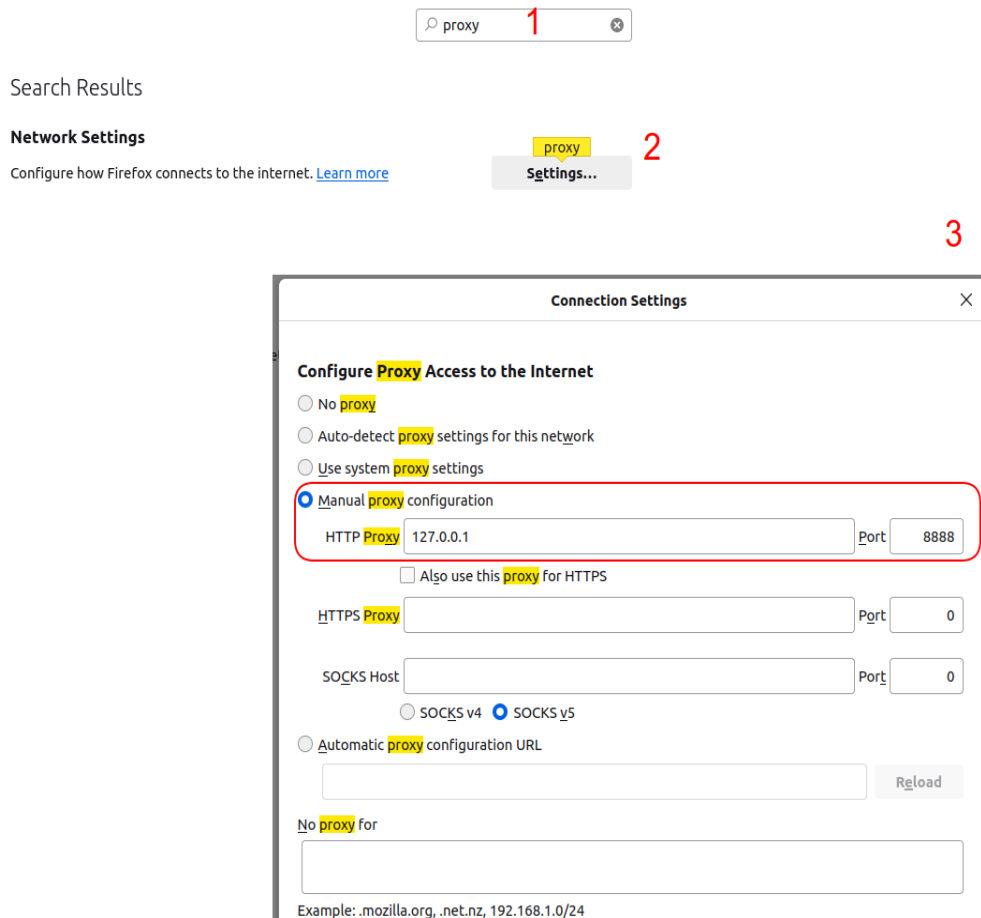 proxy 1
Search Results
Network Settings
proxy 2
Configure how Firefox connects to the internet. Learn more Settings...
3
Connection Settings
Configure Proxy Access to the Internet
No proxy
Auto-detect proxy settings for this network
Use system proxy settings
Manual proxy configuration
HTTP Proxy 127.0.0.1 Port 8888
Also use this proxy for HTTPS
HTTPS Proxy Port 0
SOCKS Host Port 0
SOCKS v4 SOCKS v5
Automatic proxy configuration URL
Reload
No proxy for
Example: .mozilla.org, .net.nz, 192.168.1.0/24